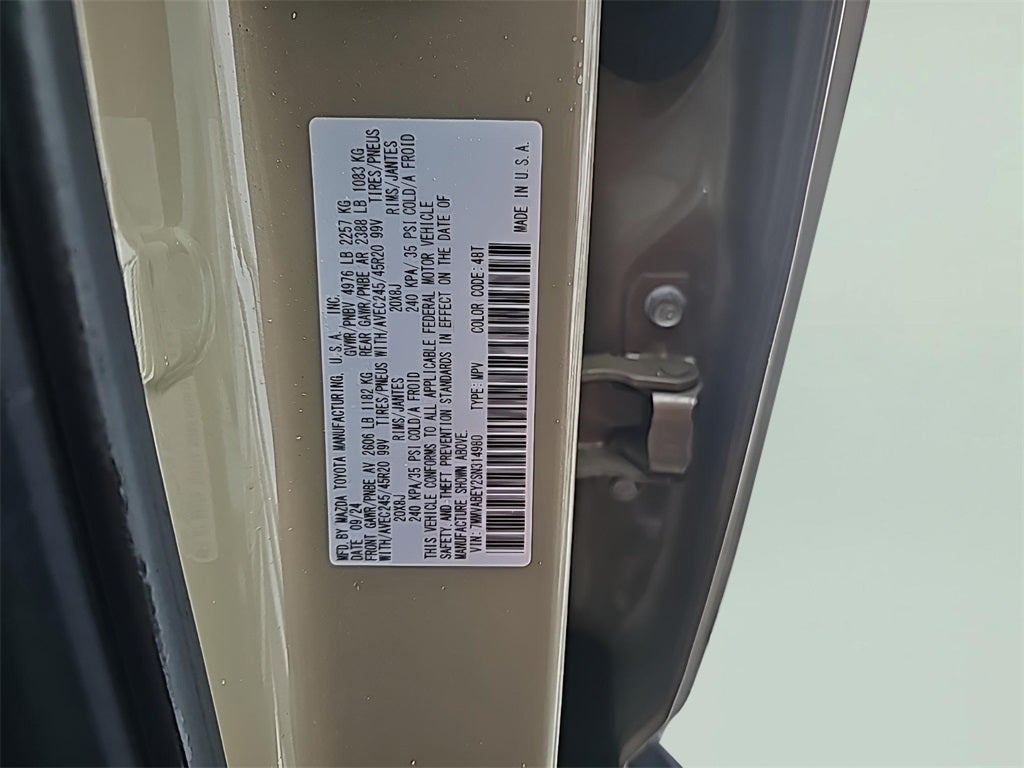 MFD. BY MAZDA TOYOTA MANUFACTURING, U.S.A., INC.
DATE 09/24 GVWR/PNBV 4976 LB 2257 KG
FRONT GAWR/PNBE AV 2606 LB 1182 KG REAR GAWR/PNBE AR 2388 LB 1083 KG
WITH/AVEC245/45R20 99V TIRES/PNEUS WITH/AVEC245/45R20 99V TIRES/PNEUS
20X8J RIMS/JANTES 20X8J RIMS/JANTES
240 KPA/35 PSI COLD/A FROID 240 KPA/ 35 PSI COLD/A FROID
THIS VEHICLE CONFORMS TO ALL APPLICABLE FEDERAL MOTOR VEHICLE
SAFETY, AND THEFT PREVENTION STANDARDS IN EFFECT ON THE DATE OF
MANUFACTURE SHOWN ABOVE.
VIN: 7MMVABEY2SN314980 TYPE: MPV COLOR CODE: 48T
MADE IN U.S.A.